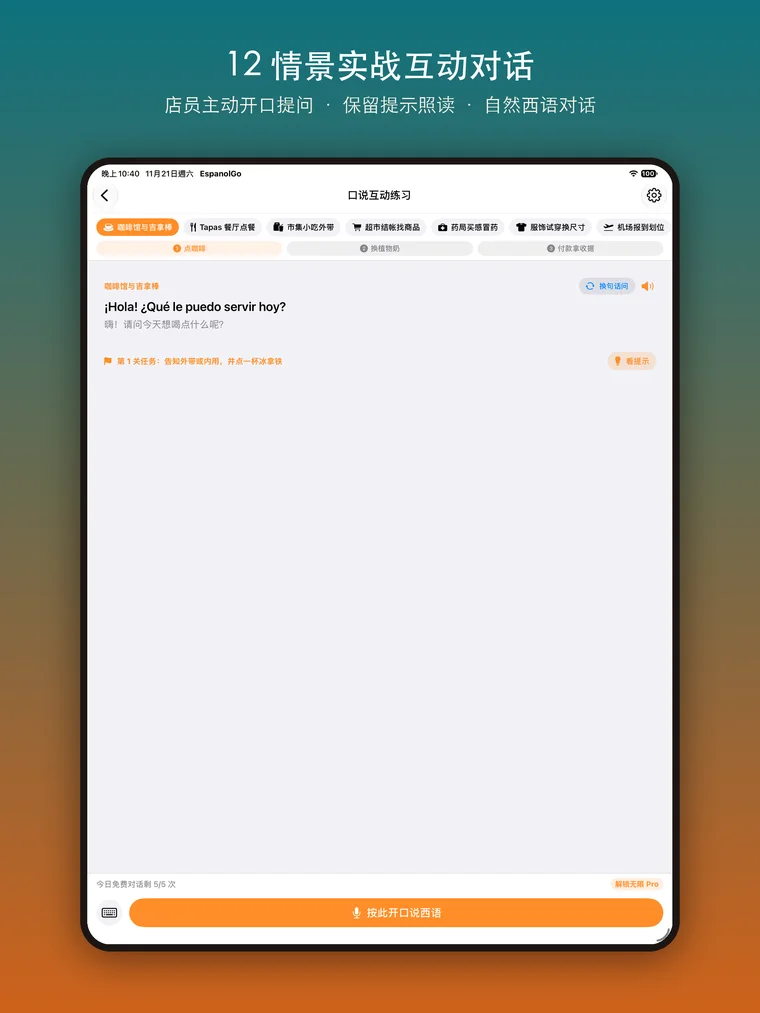 12 情景实战互动对话
店员主动开口提问 · 保留提示照读 · 自然西语对话
晚上10:40 11月21日週六 EspanolGo 100
口说互动练习
咖啡馆与吉拿棒 Tapas 餐厅点餐 市集小吃外带 超市结帐找商品 药局买感冒药 服饰试穿换尺寸 机场报到划位
1 点咖啡 2 换植物奶 3 付款拿收据
咖啡馆与吉拿棒 换句话问
¡Hola! ¿Qué le puedo servir hoy?
嗨！请问今天想喝点什么呢？
第 1 关任务：告知外带或内用，并点一杯冰拿铁 看提示
今日免费对话剩 5/5 次 解锁无限 Pro
按此开口说西语